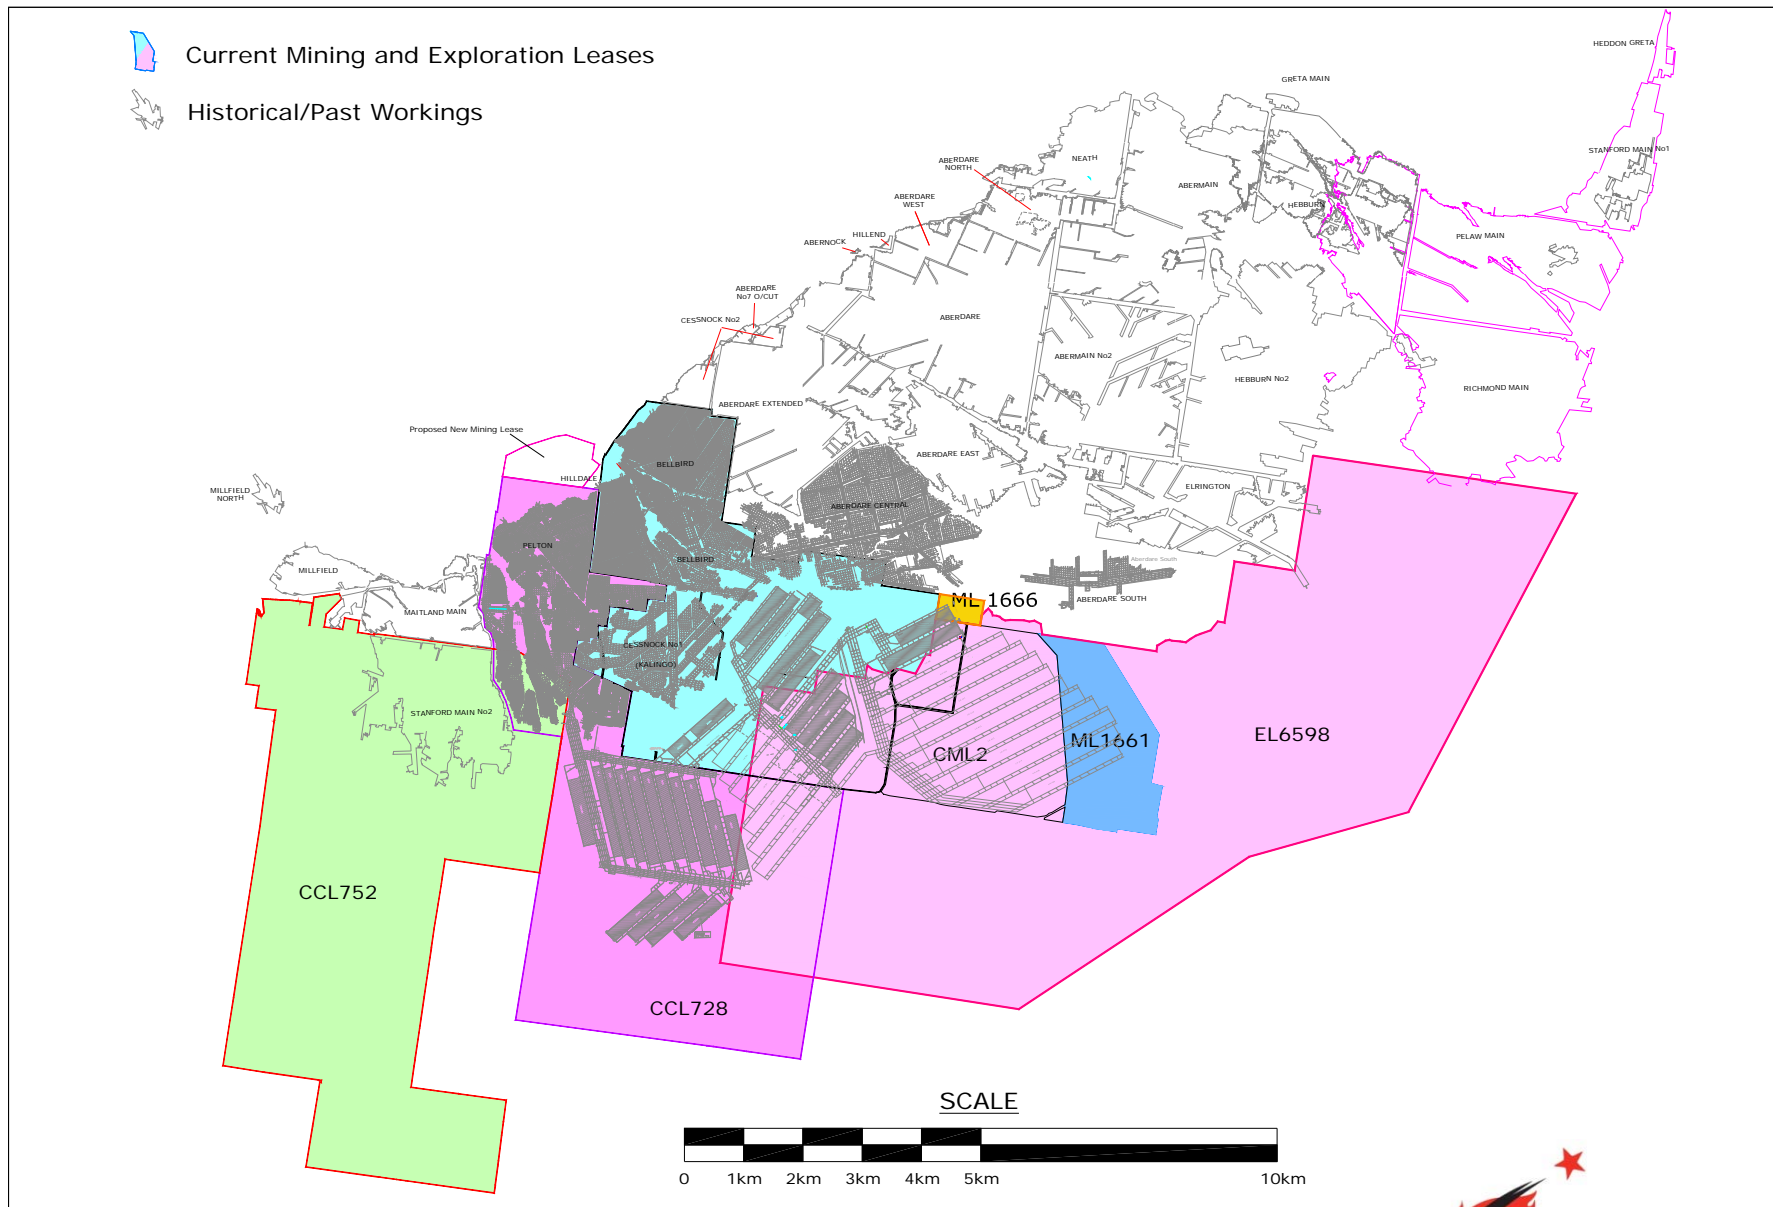 Current Mining and Exploration Leases
Historical/Past Workings
HEDDON GRETA
GRETA MAIN
STANFORD MAIN No1
NEATH
ABERDARE
NORTH
ABERMAIN
ABERDARE
WEST
HEBBURN
HILLEND
ABERNOCK
PELAW MAIN
ABERDARE
No7 O/CUT
CESSNOCK No2
ABERDARE
ABERMAIN No2
HEBBURN No2
RICHMOND MAIN
ABERDARE EXTENDED
Proposed New Mining Lease
ABERDARE EAST
BELLBIRD
HILLDALE
MILLFIELD
NORTH
ELRINGTON
ABERDARE CENTRAL
PELTON
BELLBIRD
Aberdare South
MILLFIELD
ABERDARE SOUTH
ML 1666
MAITLAND MAIN
CESSNOCK No1
(KALINGO)
STANFORD MAIN No2
EL6598
ML1661
CML2
CCL752
CCL728
SCALE
0 1km 2km 3km 4km 5km 10km